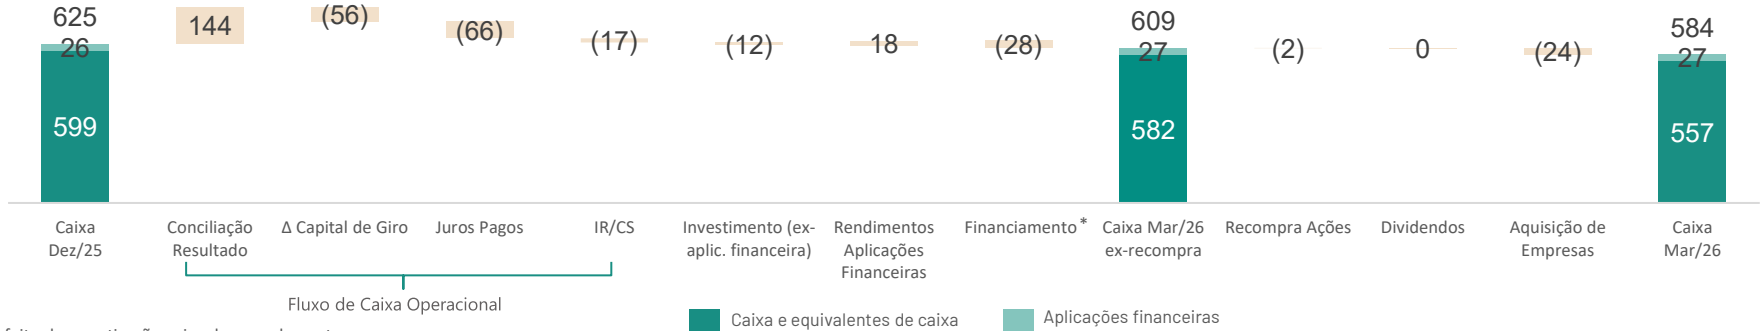 625
26
599
144
(56)
(66)
(17)
(12)
18
(28)
609
27
582
(2)
0
(24)
584
27
557
Caixa
Dez/25
Conciliação
Resultado
Δ Capital de Giro
Juros Pagos
IR/CS
Investimento (ex-
aplic. financeira)
Rendimentos
Aplicações
Financeiras
Financiamento *
Caixa Mar/26
ex-recompra
Recompra Ações
Dividendos
Aquisição de
Empresas
Caixa
Mar/26
Fluxo de Caixa Operacional
Caixa e equivalentes de caixa
Aplicações financeiras